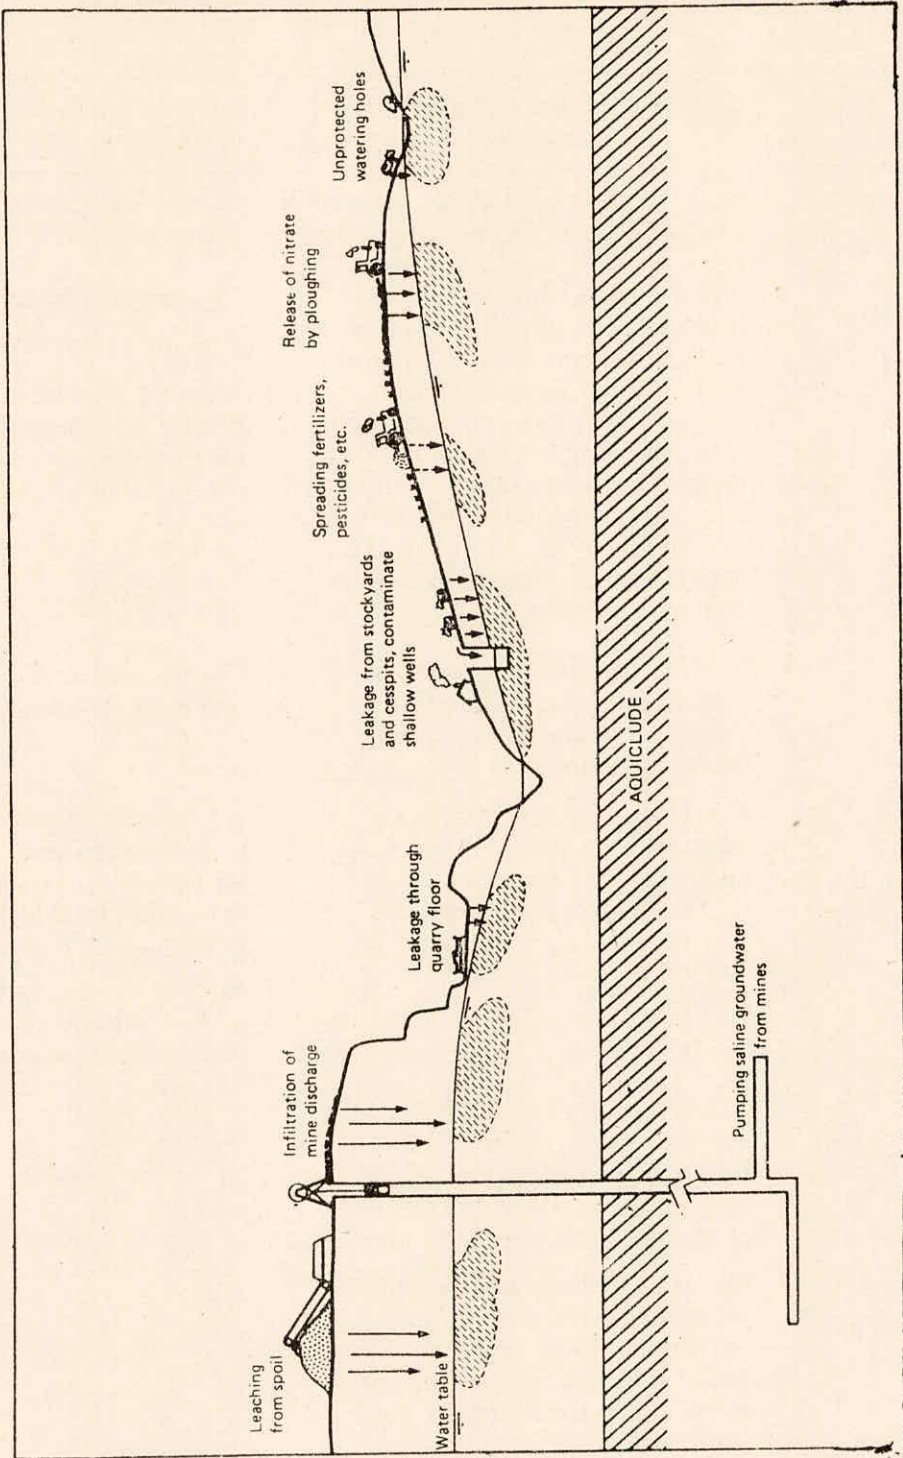 Leaching
from spoil
Infiltration of
mine discharge
Leakage through
quarry floor
Leakage from stockyards
and cesspits, contaminate
shallow wells
Spreading fertilizers,
pesticides, etc.
Release of nitrate
by ploughing
Unprotected
watering holes
Water table
AQUICLUDE
Pumping saline groundwater
from mines